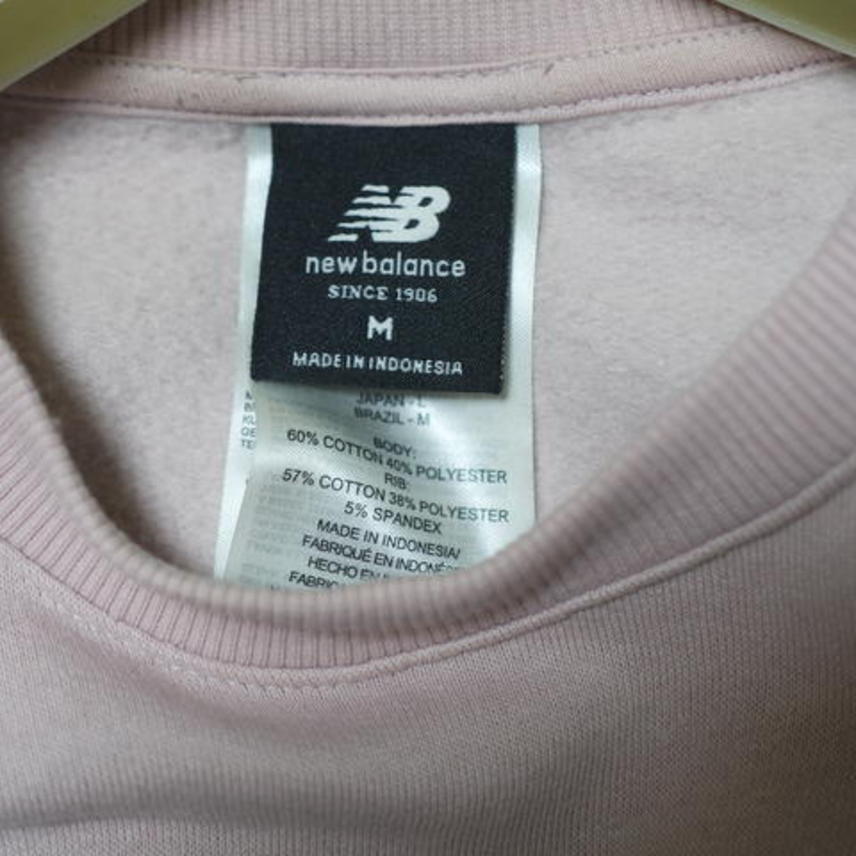 NB
new balance
SINCE 1906
M
MADE IN INDONESIA
JAPAN - L
BRAZIL - M
BODY:
60% COTTON 40% POLYESTER
RIB:
57% COTTON 38% POLYESTER
5% SPANDEX
MADE IN INDONESIA/
FABRIQUÉ EN
HECHO EN